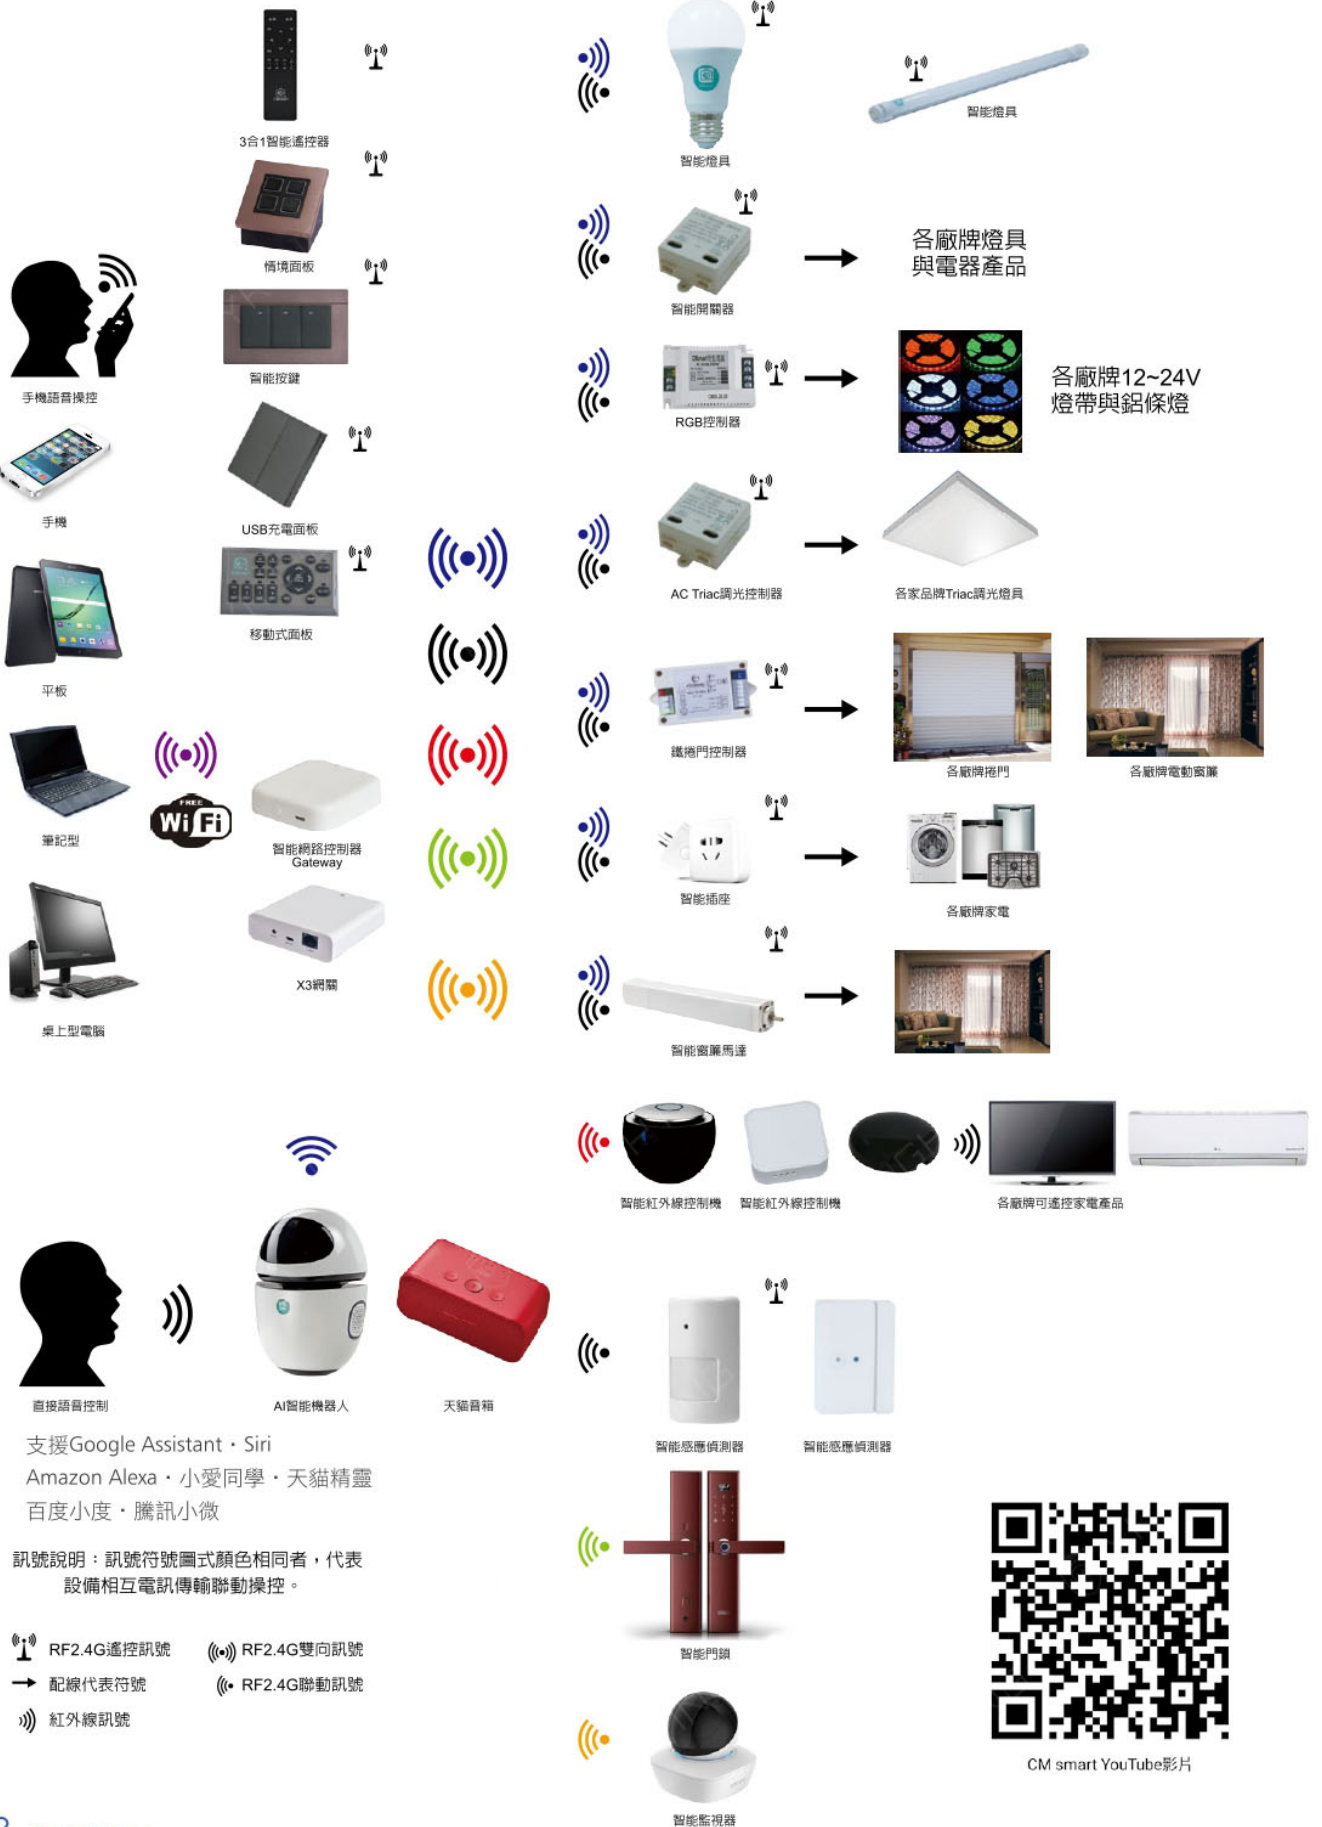 3合1智能遙控器
情境面板
智能按鍵
手機語音操控
手機
USB充電面板
平板
移動式面板
FREE
WiFi
筆記型
智能網路控制器
Gateway
桌上型電腦
X3網關
智能燈具
智能燈具
智能開關器
各廠牌燈具
與電器產品
RGB控制器
各廠牌12~24V
燈帶與鋁條燈
AC Triac調光控制器
各家品牌Triac調光燈具
鐵捲門控制器
各廠牌捲門
各廠牌電動窗簾
智能插座
各廠牌家電
智能窗簾馬達
智能紅外線控制機
智能紅外線控制機
各廠牌可遙控家電產品
直接語音控制
AI智能機器人
天貓音箱
智能感應偵測器
智能感應偵測器
支援Google Assistant・Siri
Amazon Alexa・小愛同學・天貓精靈
百度小度・騰訊小微
訊號說明：訊號符號圖式顏色相同者，代表
設備相互電訊傳輸聯動操控。
RF2.4G遙控訊號
RF2.4G雙向訊號
配線代表符號
RF2.4G聯動訊號
紅外線訊號
智能門鎖
智能監視器
CM smart YouTube影片